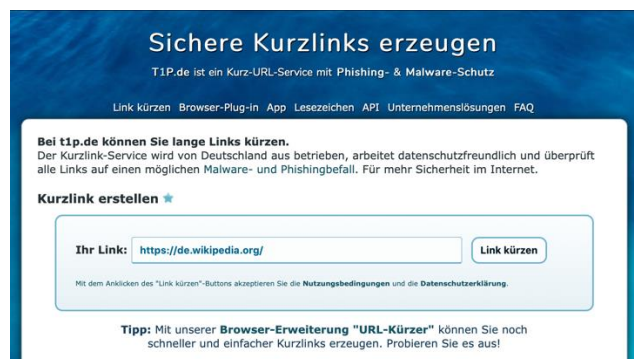 Sichere Kurzlinks erzeugen
T1P.de ist ein Kurz-URL-Service mit Phishing- & Malware-Schutz
Link kürzen Browser-Plug-in App Lesezeichen API Unternehmenslösungen FAQ
Bei t1p.de können Sie lange Links kürzen.
Der Kurzlink-Service wird von Deutschland aus betrieben, arbeitet datenschutzfreundlich und überprüft
alle Links auf einen möglichen Malware- und Phishingbefall. Für mehr Sicherheit im Internet.
Kurzlink erstellen
Ihr Link: https://de.wikipedia.org/ Link kürzen
Mit dem Anklicken des "Link kürzen"-Buttons akzeptieren Sie die Nutzungsbedingungen und die Datenschutzerklärung.
Tipp: Mit unserer Browser-Erweiterung "URL-Kürzer" können Sie noch
schneller und einfacher Kurzlinks erzeugen. Probieren Sie es aus!